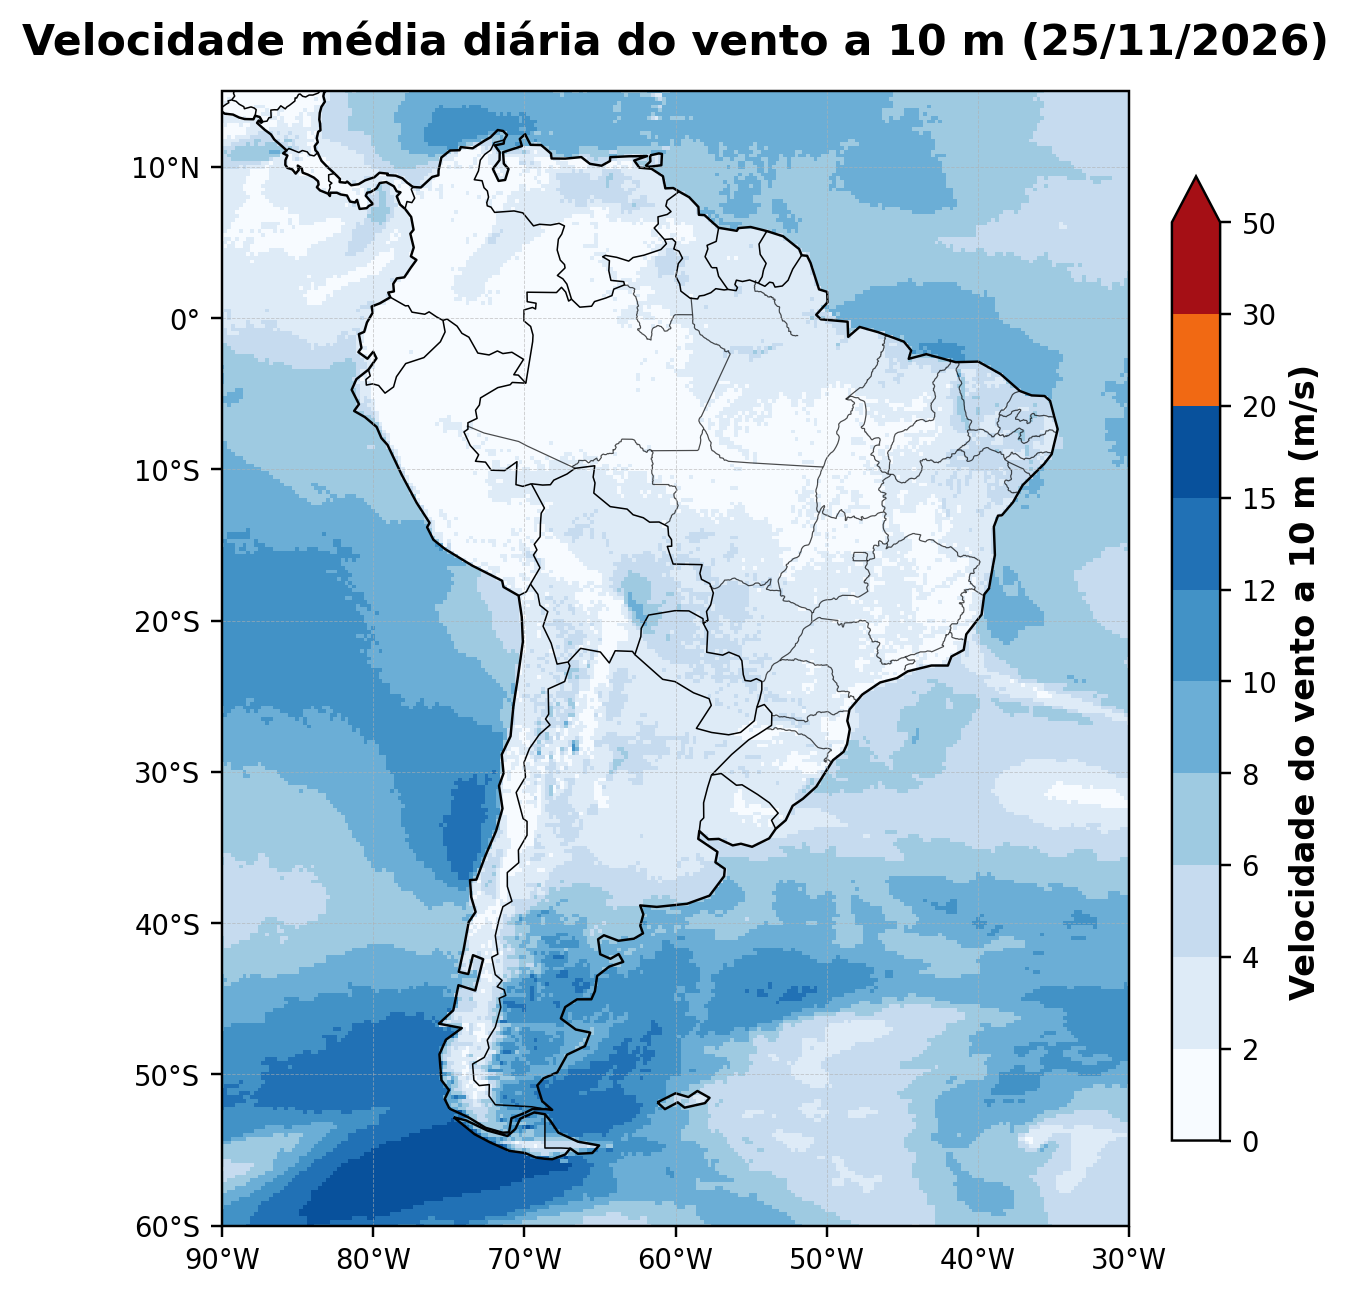 Velocidade média diária do vento a 10 m (25/11/2026)
10°N
0°
10°S
20°S
30°S
40°S
50°S
60°S
90°W
80°W
70°W
60°W
50°W
40°W
30°W
50
30
20
15
12
10
8
6
4
2
0
Velocidade do vento a 10 m (m/s)